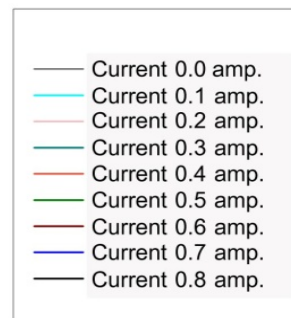 Current 0.0 amp.
Current 0.1 amp.
Current 0.2 amp.
Current 0.3 amp.
Current 0.4 amp.
Current 0.5 amp.
Current 0.6 amp.
Current 0.7 amp.
Current 0.8 amp.